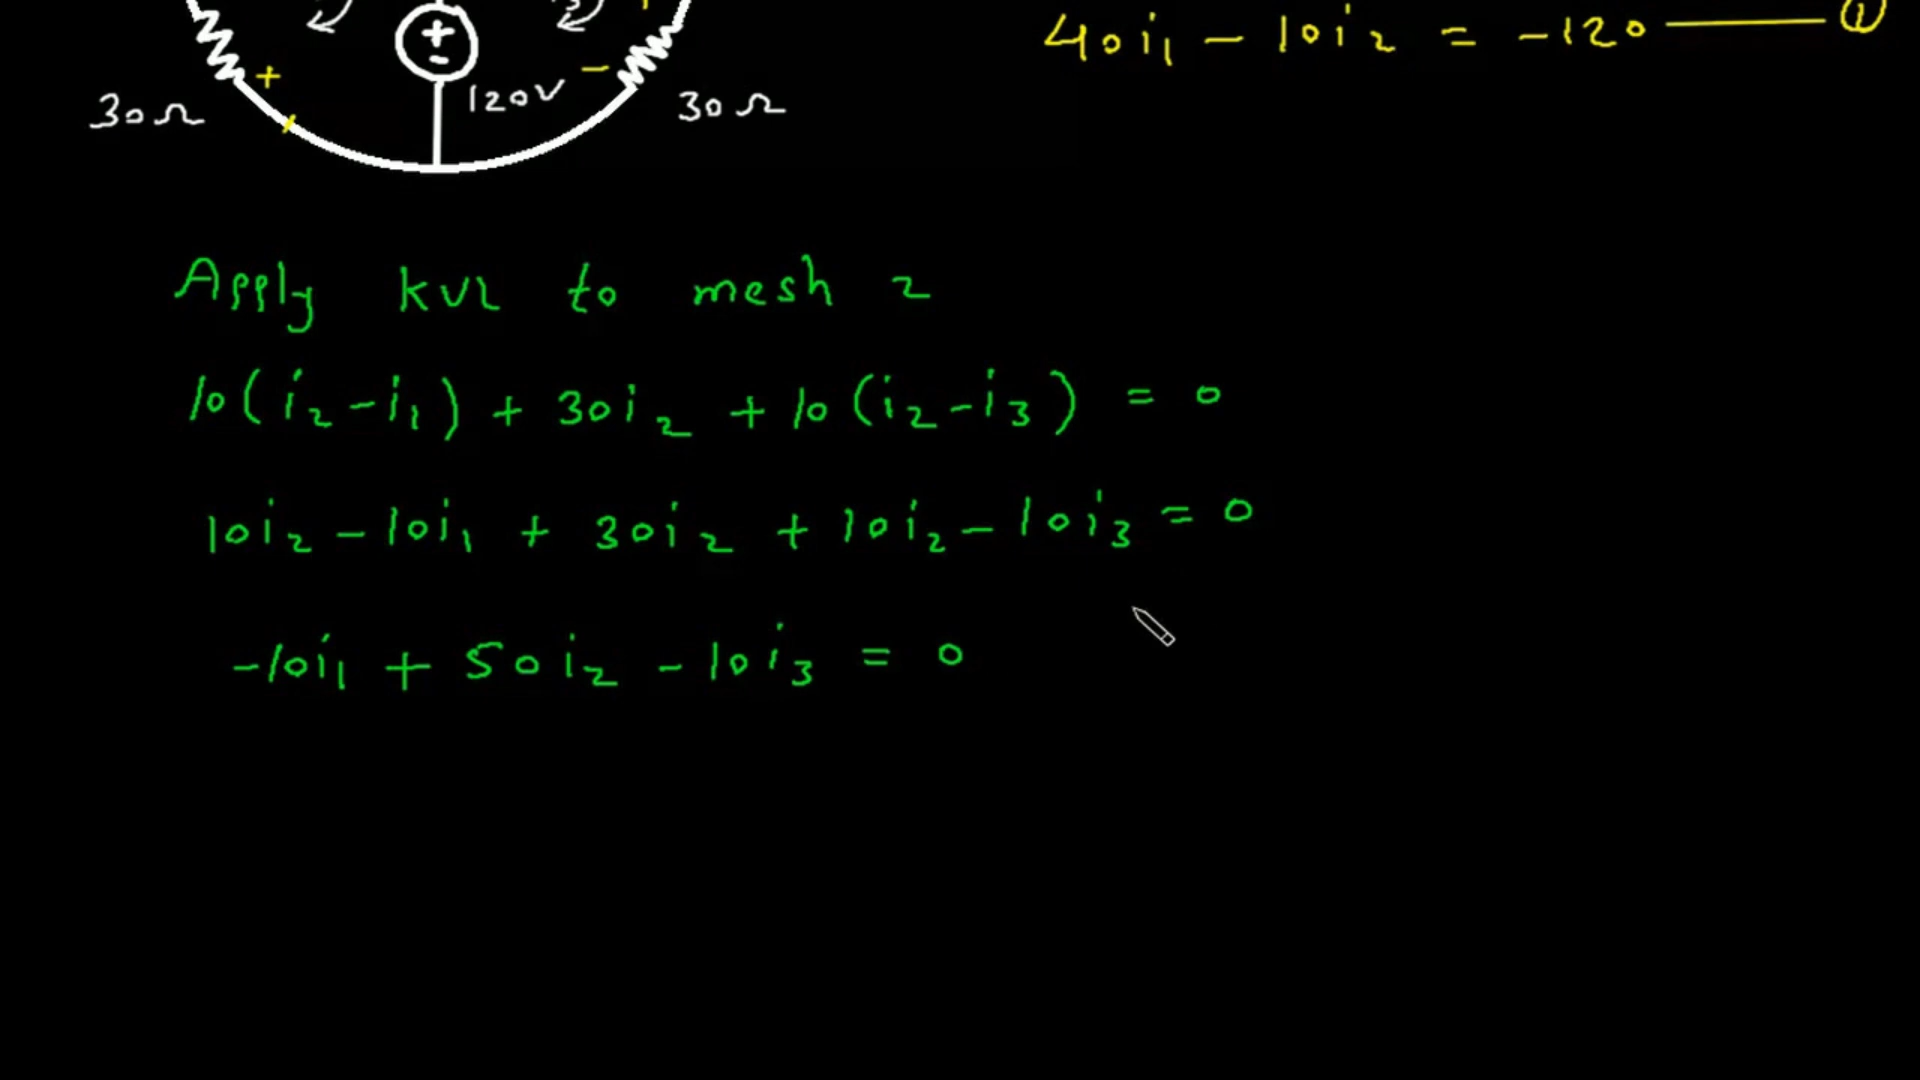 40i₁ - 10i₂ = -120 ——— ①
+
+ -
-
30Ω 120V 30Ω
Apply KVL to mesh 2
10(i₂-i₁) + 30i₂ + 10(i₂-i₃) = 0
10i₂ - 10i₁ + 30i₂ + 10i₂ - 10i₃ = 0
-10i₁ + 50i₂ - 10i₃ = 0